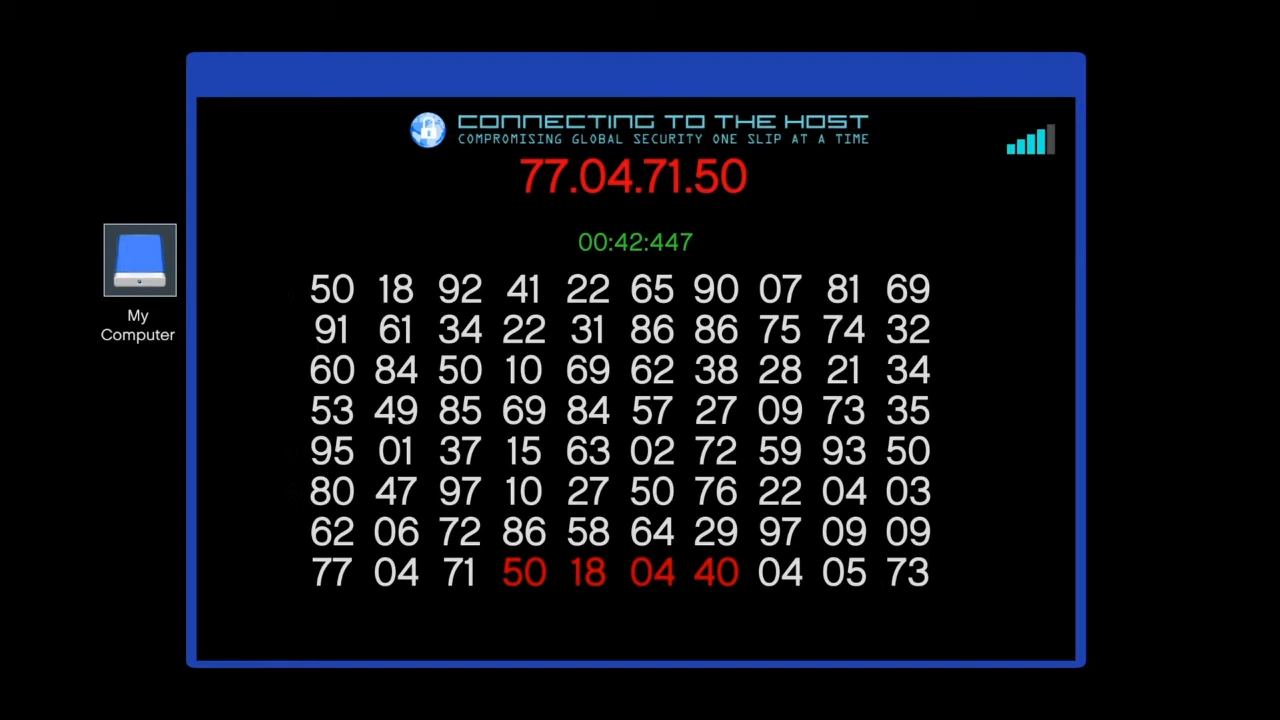 CONNECTING TO THE HOST
COMPROMISING GLOBAL SECURITY ONE SLIP AT A TIME
77.04.71.50
00:42:447
50 18 92 41 22 65 90 07 81 69
91 61 34 22 31 86 86 75 74 32
60 84 50 10 69 62 38 28 21 34
53 49 85 69 84 57 27 09 73 35
95 01 37 15 63 02 72 59 93 50
80 47 97 10 27 50 76 22 04 03
62 06 72 86 58 64 29 97 09 09
77 04 71 50 18 04 40 04 05 73
My
Computer